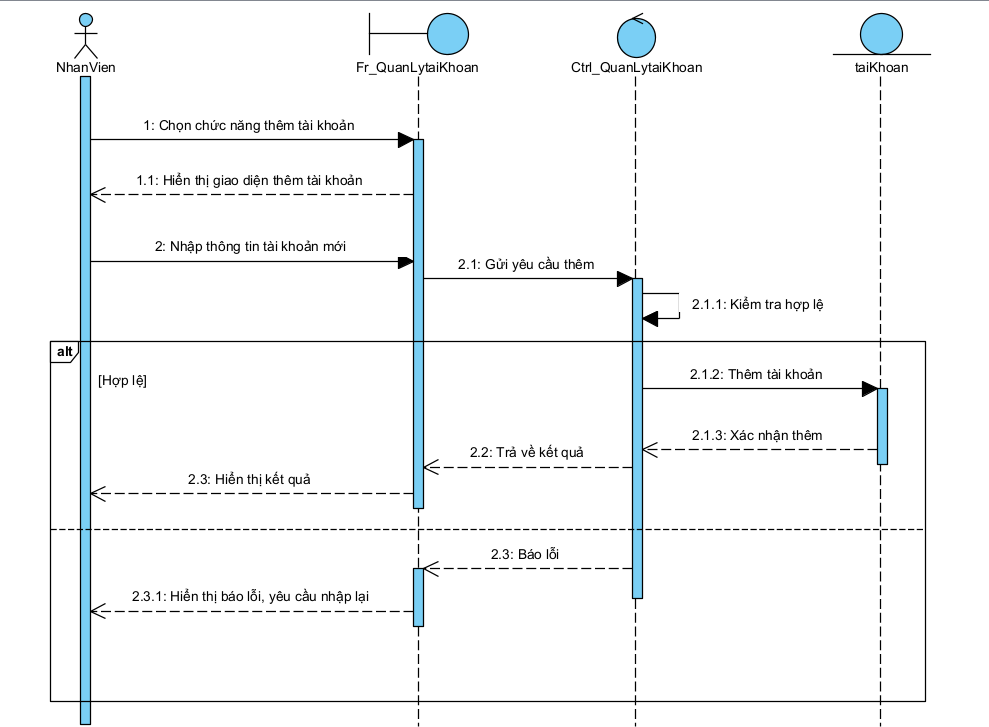 NhanVien
Fr_QuanLytaiKhoan
Ctrl_QuanLytaiKhoan
taiKhoan
1: Chọn chức năng thêm tài khoản
1.1: Hiển thị giao diện thêm tài khoản
2: Nhập thông tin tài khoản mới
2.1: Gửi yêu cầu thêm
2.1.1: Kiểm tra hợp lệ
alt
[Hợp lệ]
2.1.2: Thêm tài khoản
2.1.3: Xác nhận thêm
2.2: Trả về kết quả
2.3: Hiển thị kết quả
2.3: Báo lỗi
2.3.1: Hiển thị báo lỗi, yêu cầu nhập lại